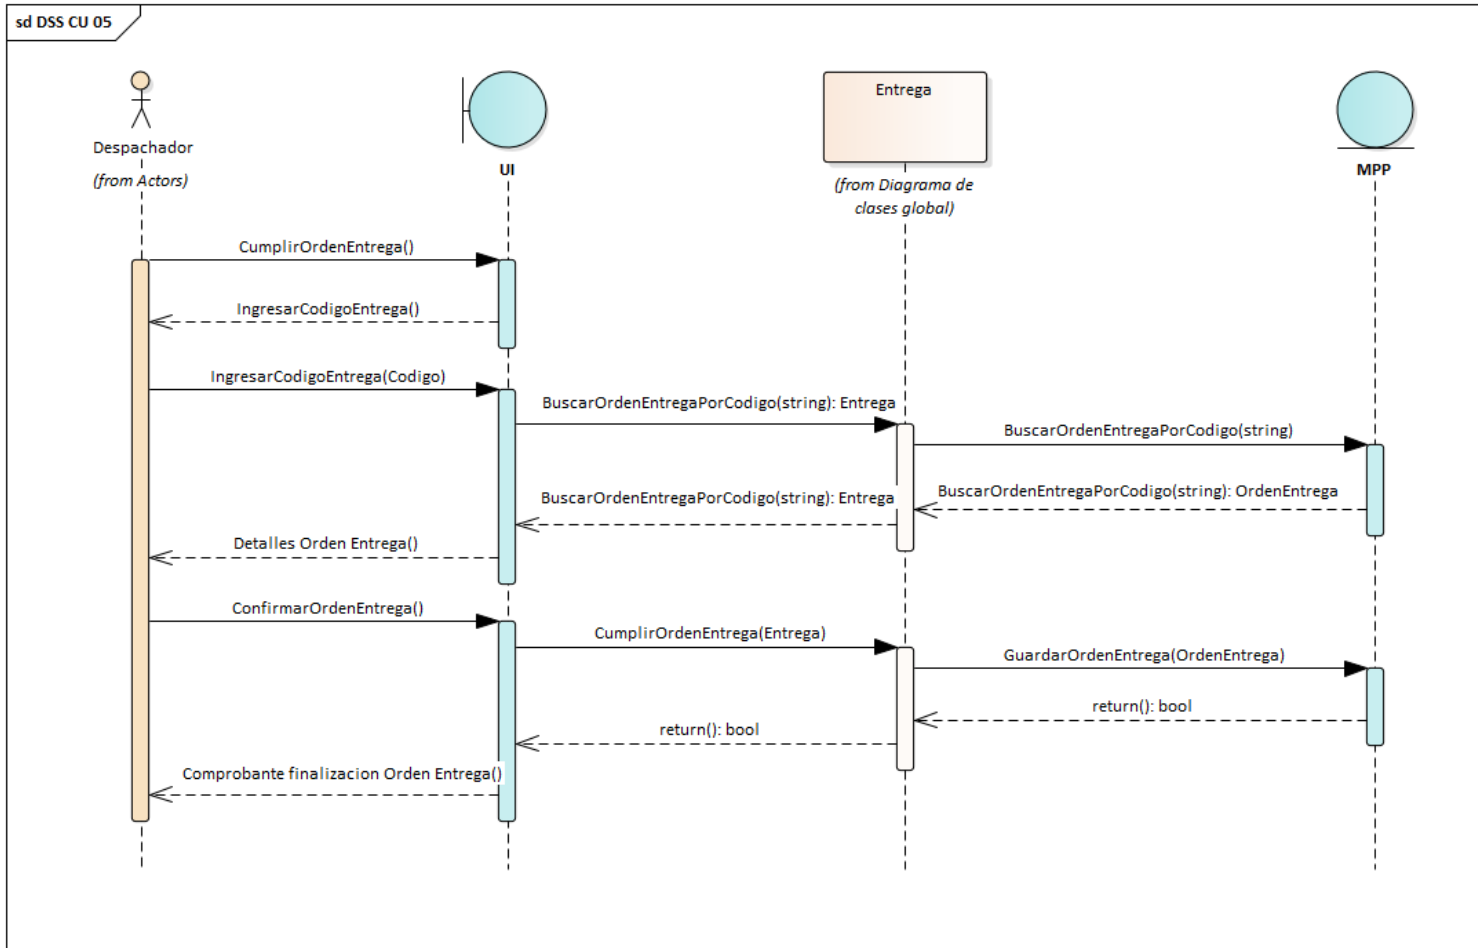 sd DSS CU 05
Despachador
(from Actors)
UI
Entrega
(from Diagrama de
clases global)
MPP
CumplirOrdenEntrega()
IngresarCodigoEntrega()
IngresarCodigoEntrega(Codigo)
BuscarOrdenEntregaPorCodigo(string): Entrega
BuscarOrdenEntregaPorCodigo(string)
BuscarOrdenEntregaPorCodigo(string): OrdenEntrega
BuscarOrdenEntregaPorCodigo(string): Entrega
Detalles Orden Entrega()
ConfirmarOrdenEntrega()
CumplirOrdenEntrega(Entrega)
GuardarOrdenEntrega(OrdenEntrega)
return(): bool
return(): bool
Comprobante finalizacion Orden Entrega()